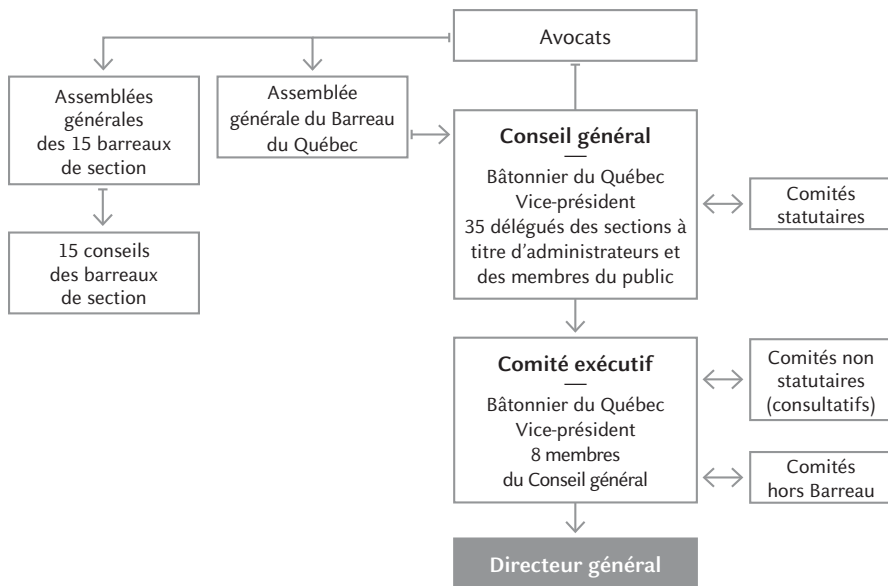 Avocats
Assemblées
générales
des 15 barreaux
de section
Assemblée
générale du Barreau
du Québec
Conseil général
Bâtonnier du Québec
Vice-président
35 délégués des sections à
titre d’administrateurs et
des membres du public
Comités
statutaires
15 conseils
des barreaux
de section
Comité exécutif
Bâtonnier du Québec
Vice-président
8 membres
du Conseil général
Comités non
statutaires
(consultatifs)
Comités
hors Barreau
Directeur général